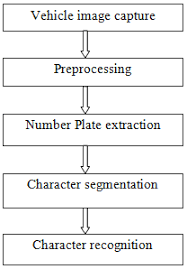 Vehicle image capture
Preprocessing
Number Plate extraction
Character segmentation
Character recognition